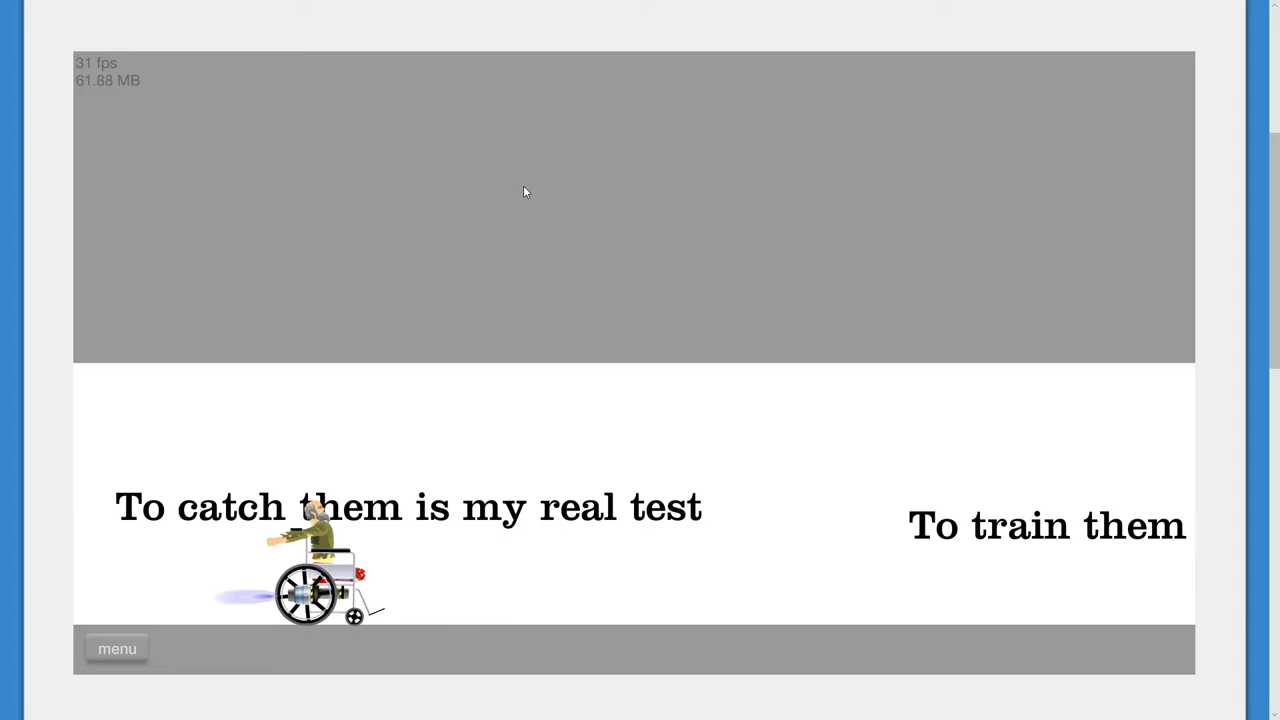 31 fps
61.88 MB
To catch them is my real test
To train them
menu